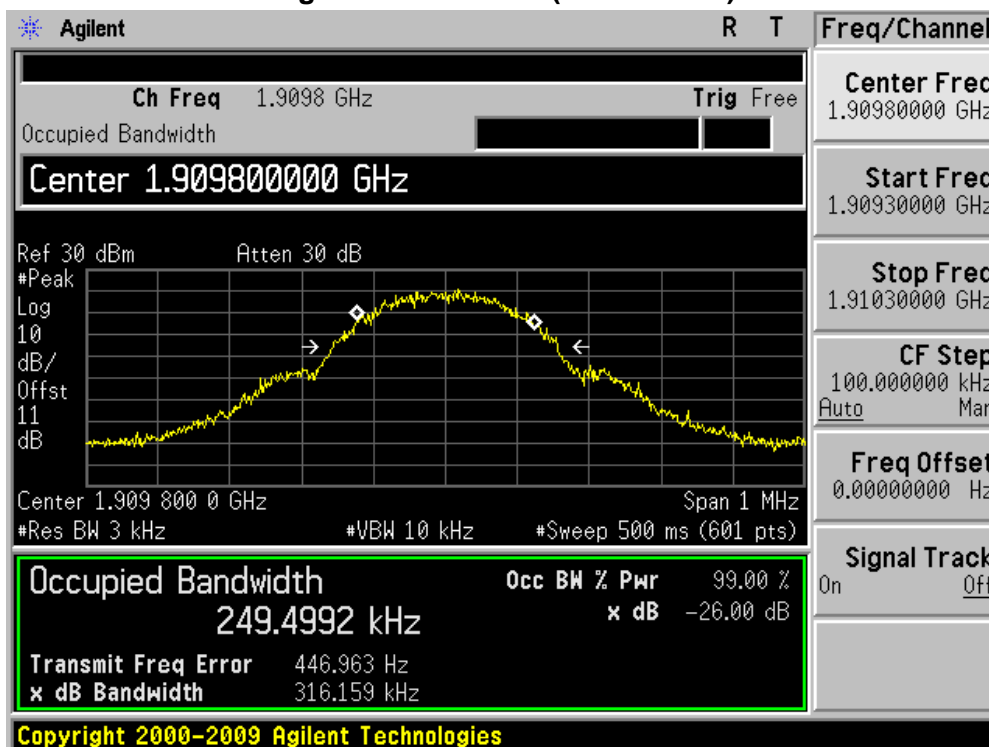 Agilent R T
Ch Freq 1.9098 GHz Trig Free
Occupied Bandwidth
Center 1.909800000 GHz
Ref 30 dBm Atten 30 dB
#Peak
Log
10
dB/
Offst
11
dB
Center 1.909 800 0 GHz Span 1 MHz
#Res BW 3 kHz #VBW 10 kHz #Sweep 500 ms (601 pts)
Occupied Bandwidth Occ BW % Pwr 99.00 %
249.4992 kHz x dB -26.00 dB
Transmit Freq Error 446.963 Hz
x dB Bandwidth 316.159 kHz
Copyright 2000-2009 Agilent Technologies
Freq/Channel
Center Freq
1.90980000 GHz
Start Freq
1.90930000 GHz
Stop Freq
1.91030000 GHz
CF Step
100.000000 kHz
Auto Man
Freq Offset
0.00000000 Hz
Signal Track
On Off